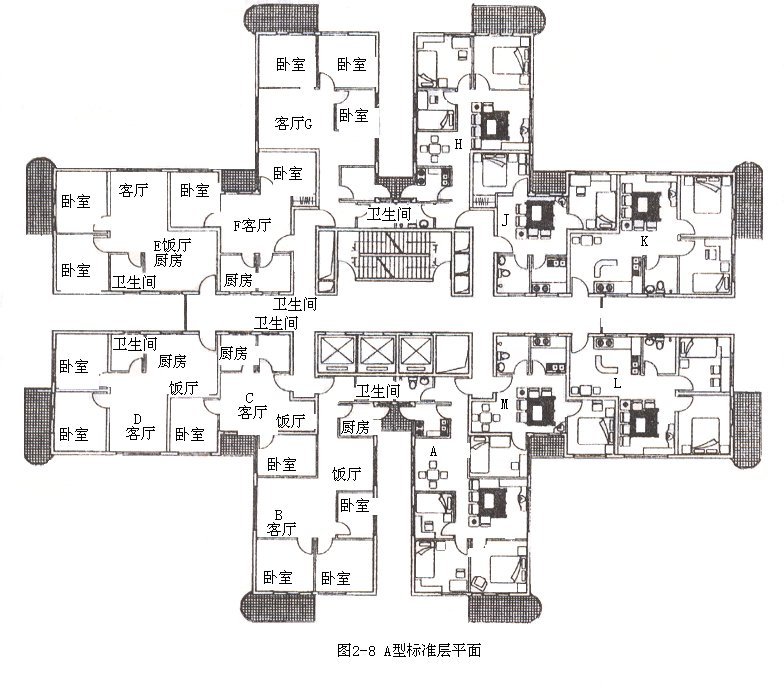 卧室 卧室
客厅G 卧室
H
卧室 客厅 卧室 卧室
卫生间
F客厅 J K
E饭厅
卧室 厨房
卫生间 厨房
卫生间
卫生间
卫生间 厨房 厨房
卧室 饭厅 卫生间 L
C M
D 客厅 饭厅 厨房
卧室 客厅 卧室
A
卧室 饭厅
卧室
B
客厅
卧室 卧室
图2-8 A型标准层平面